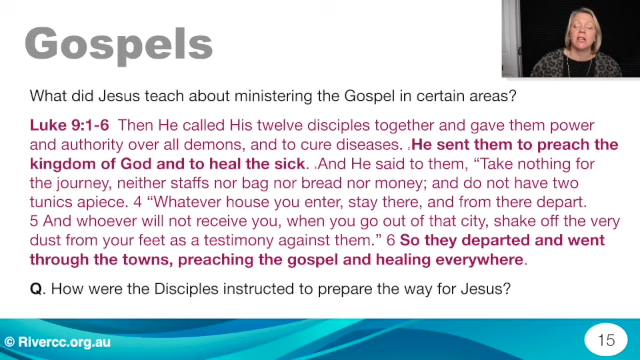 Gospels
What did Jesus teach about ministering the Gospel in certain areas?
Luke 9:1-6 Then He called His twelve disciples together and gave them power
and authority over all demons, and to cure diseases. .He sent them to preach the
kingdom of God and to heal the sick. .And He said to them, “Take nothing for
the journey, neither staffs nor bag nor bread nor money; and do not have two
tunics apiece. 4 “Whatever house you enter, stay there, and from there depart.
5 And whoever will not receive you, when you go out of that city, shake off the very
dust from your feet as a testimony against them.” 6 So they departed and went
through the towns, preaching the gospel and healing everywhere.
Q. How were the Disciples instructed to prepare the way for Jesus?
© Rivercc.org.au
15